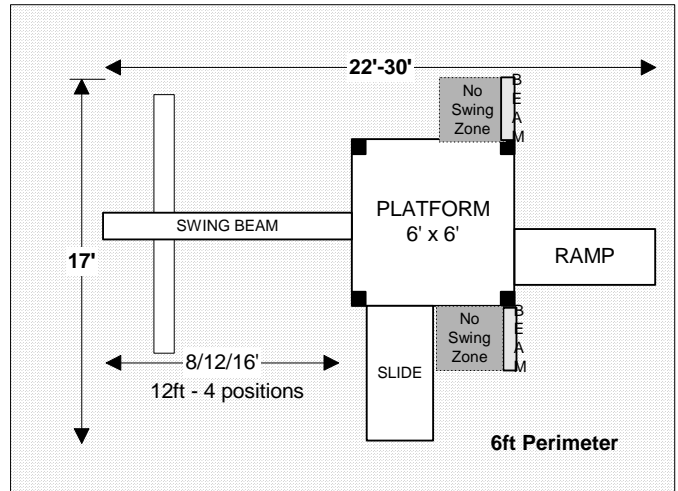 22'-30'
No
Swing
Zone
B
E
A
M
PLATFORM
6' x 6'
SWING BEAM
RAMP
17'
No
Swing
Zone
B
E
A
M
8/12/16'
12ft - 4 positions
SLIDE
6ft Perimeter